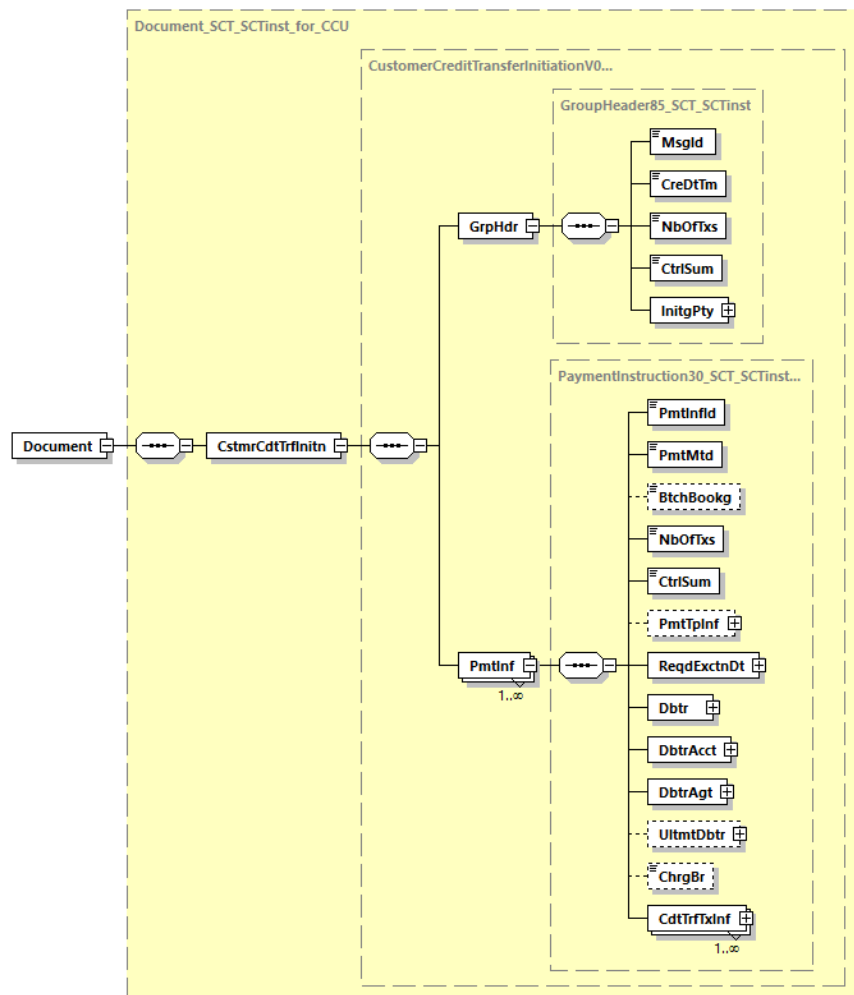 Document_SCT_SCTinst_for_CCU
CustomerCreditTransferInitiationV0...
GroupHeader85_SCT_SCTinst
MsgId
CreDtTm
GrpHdr
NbOfTxs
CtrlSum
InitgPty
PaymentInstruction30_SCT_SCTinst...
PmtInfId
Document
CstmrCdtTrfInitn
PmtMtd
BtchBookg
NbOfTxs
CtrlSum
PmtTpInf
PmtInf
1..∞
ReqdExctnDt
Dbtr
DbtrAcct
DbtrAgt
UltmtDbtr
ChrgBr
CdtTrfTxInf
1..∞